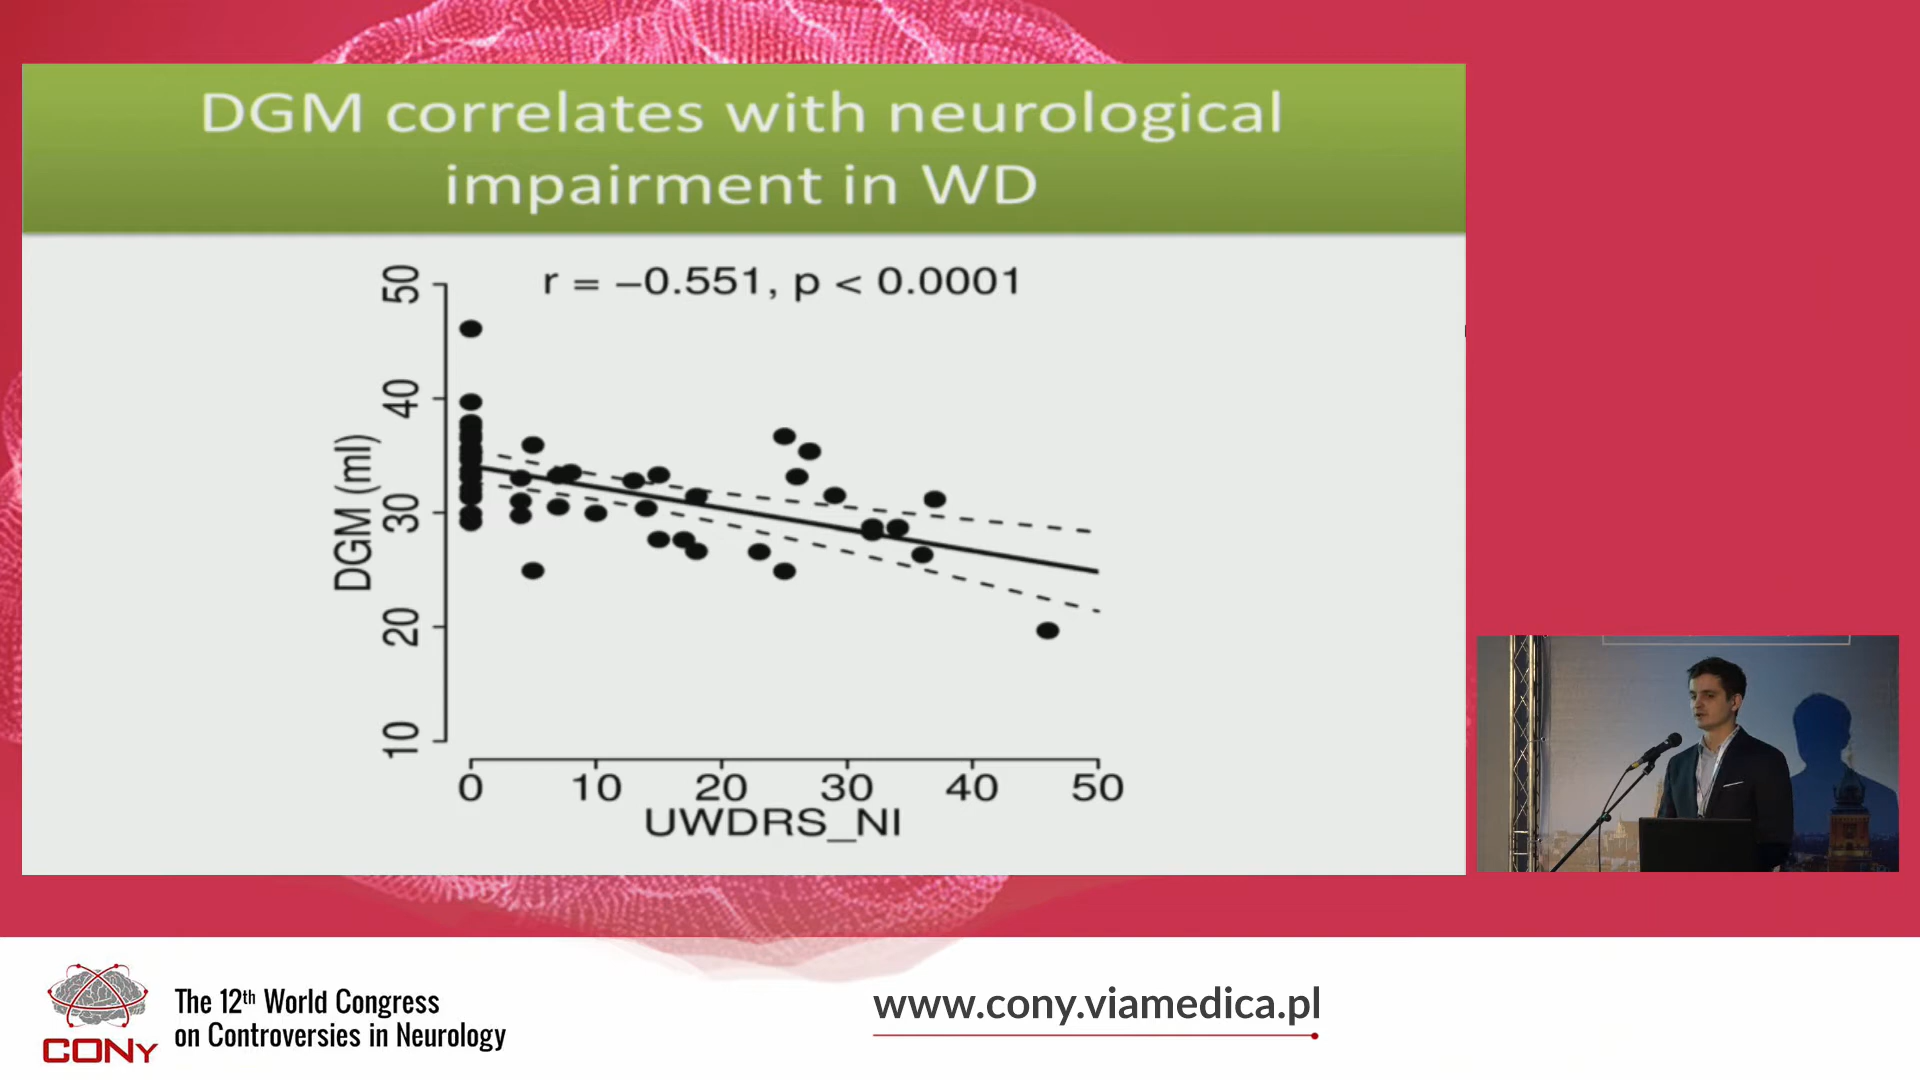 DGM correlates with neurological
impairment in WD
r = −0.551, p < 0.0001
50
40
30
20
10
DGM (ml)
0 10 20 30 40 50
UWDRS_NI
CONy
The 12th World Congress
on Controversies in Neurology
www.cony.viamedica.pl